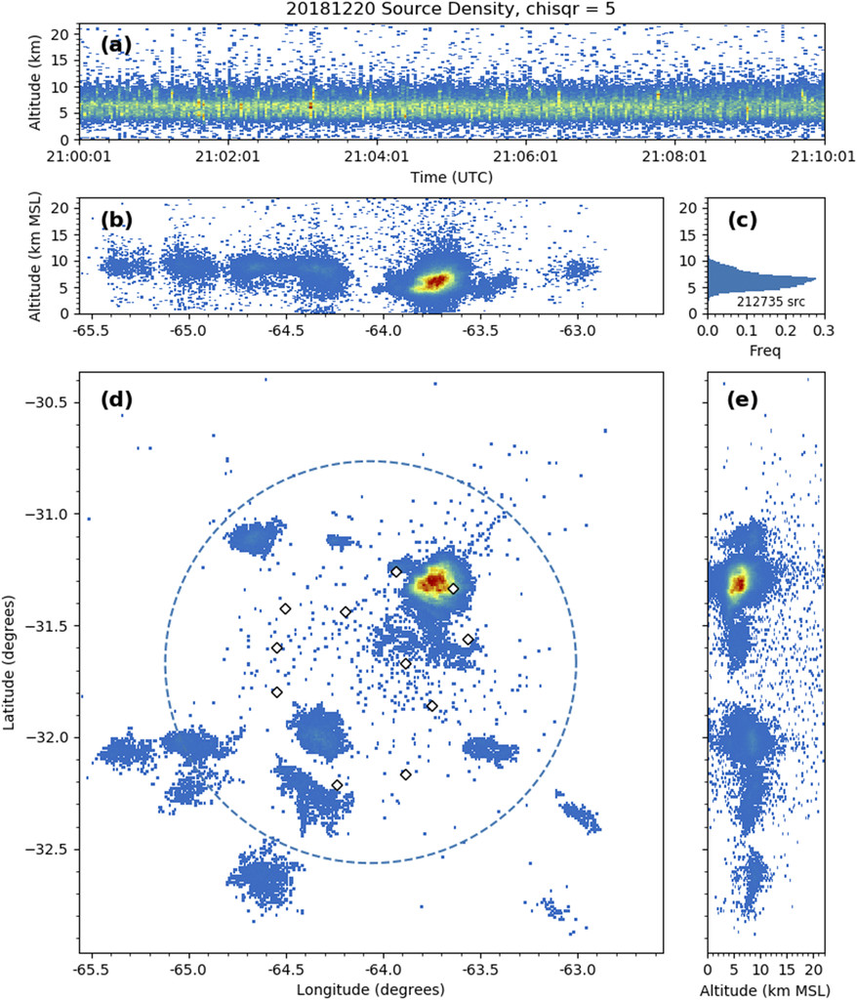 20181220 Source Density, chisqr = 5
(a)
Altitude (km)
20
15
10
5
0
21:00:01 21:02:01 21:04:01 21:06:01 21:08:01 21:10:01
Time (UTC)
(b)
Altitude (km MSL)
20
15
10
5
0
-65.5 -65.0 -64.5 -64.0 -63.5 -63.0
(c)
20
15
10
5
0
212735 src
0.0 0.1 0.2 0.3
Freq
(d)
Latitude (degrees)
−30.5
−31.0
−31.5
−32.0
−32.5
-65.5 -65.0 -64.5 -64.0 -63.5 -63.0
Longitude (degrees)
(e)
0 5 10 15 20
Altitude (km MSL)